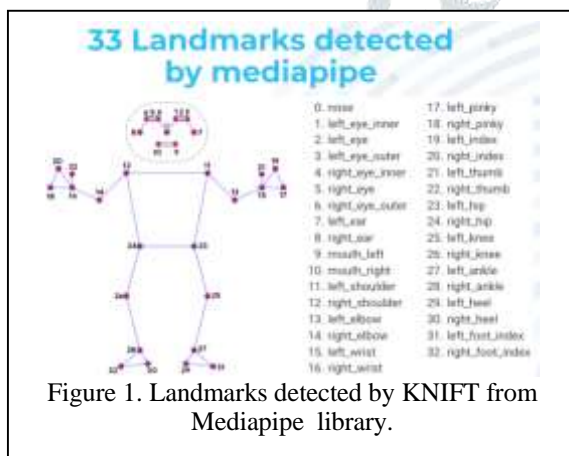 33 Landmarks detected
by mediapipe
0. nose
1. left_eye_inner
2. left_eye
3. left_eye_outer
4. right_eye_inner
5. right_eye
6. right_eye_outer
7. left_ear
8. right_ear
9. mouth_left
10. mouth_right
11. left_shoulder
12. right_shoulder
13. left_elbow
14. right_elbow
15. left_wrist
16. right_wrist
17. left_pinky
18. right_pinky
19. left_index
20. right_index
21. left_thumb
22. right_thumb
23. left_hip
24. right_hip
25. left_knee
26. right_knee
27. left_ankle
28. right_ankle
29. left_heel
30. right_heel
31. left_foot_index
32. right_foot_index
Figure 1. Landmarks detected by KNIFT from
Mediapipe library.